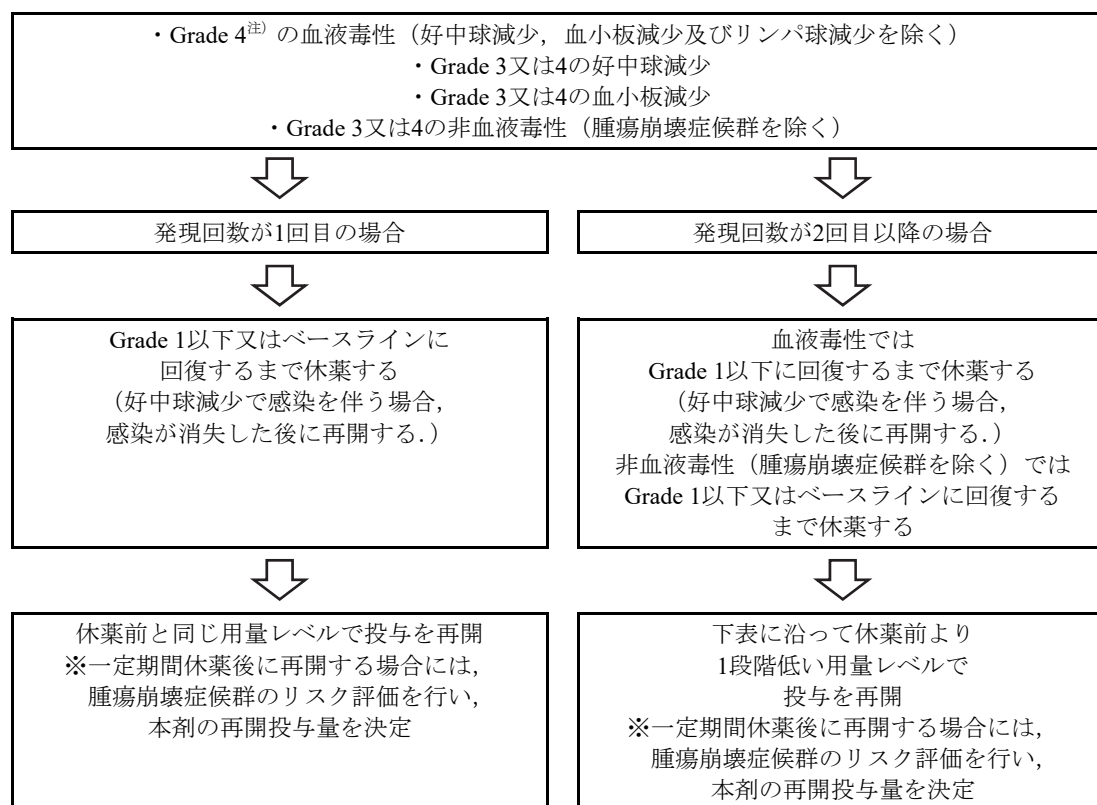 ・Grade 4注) の血液毒性(好中球減少,血小板減少及びリンパ球減少を除く)
・Grade 3又は4の好中球減少
・Grade 3又は4の血小板減少
・Grade 3又は4の非血液毒性(腫瘍崩壊症候群を除く)
発現回数が1回目の場合
Grade 1以下又はベースラインに
回復するまで休薬する
(好中球減少で感染を伴う場合,
感染が消失した後に再開する.)
休薬前と同じ用量レベルで投与を再開
※一定期間休薬後に再開する場合には,
腫瘍崩壊症候群のリスク評価を行い,
本剤の再開投与量を決定
発現回数が2回目以降の場合
血液毒性では
Grade 1以下に回復するまで休薬する
(好中球減少で感染を伴う場合,
感染が消失した後に再開する.)
非血液毒性(腫瘍崩壊症候群を除く)では
Grade 1以下又はベースラインに回復する
まで休薬する
下表に沿って休薬前より
1段階低い用量レベルで
投与を再開
※一定期間休薬後に再開する場合には,
腫瘍崩壊症候群のリスク評価を行い,
本剤の再開投与量を決定